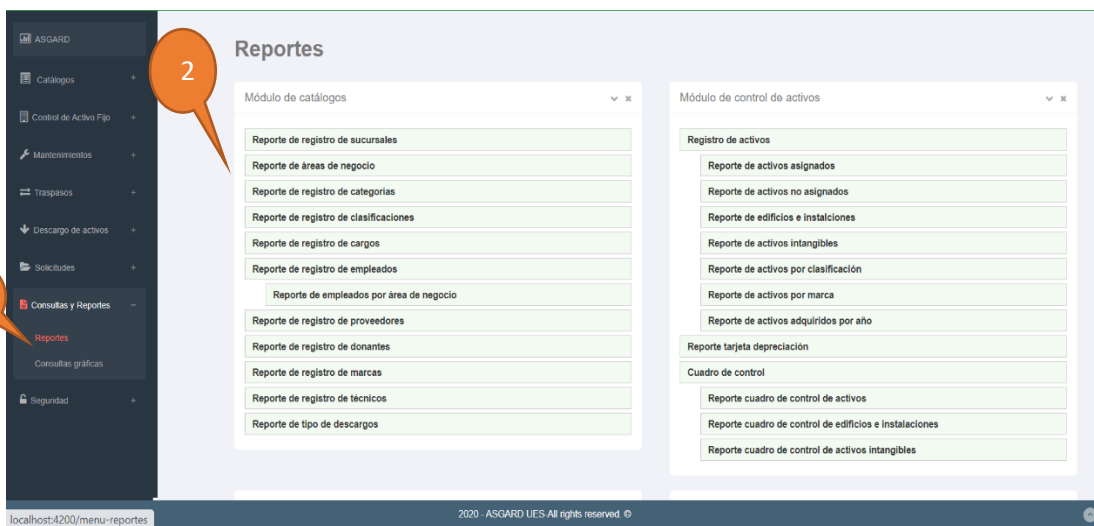 ASGARD
Catálogos +
Control de Activo Fijo +
Mantenimientos +
Traspasos +
Descargo de activos +
Solicitudes +
Consultas y Reportes −
Reportes
Consultas gráficas
Seguridad +
2
Reportes
Módulo de catálogos
Reporte de registro de sucursales
Reporte de áreas de negocio
Reporte de registro de categorias
Reporte de registro de clasificaciones
Reporte de registro de cargos
Reporte de registro de empleados
Reporte de empleados por área de negocio
Reporte de registro de proveedores
Reporte de registro de donantes
Reporte de registro de marcas
Reporte de registro de técnicos
Reporte de tipo de descargos
Módulo de control de activos
Registro de activos
Reporte de activos asignados
Reporte de activos no asignados
Reporte de edificios e instalciones
Reporte de activos intangibles
Reporte de activos por clasificación
Reporte de activos por marca
Reporte de activos adquiridos por año
Reporte tarjeta depreciación
Cuadro de control
Reporte cuadro de control de activos
Reporte cuadro de control de edificios e instalaciones
Reporte cuadro de control de activos intangibles
2020 - ASGARD UES-All rights reserved. ©
localhost:4200/menu-reportes